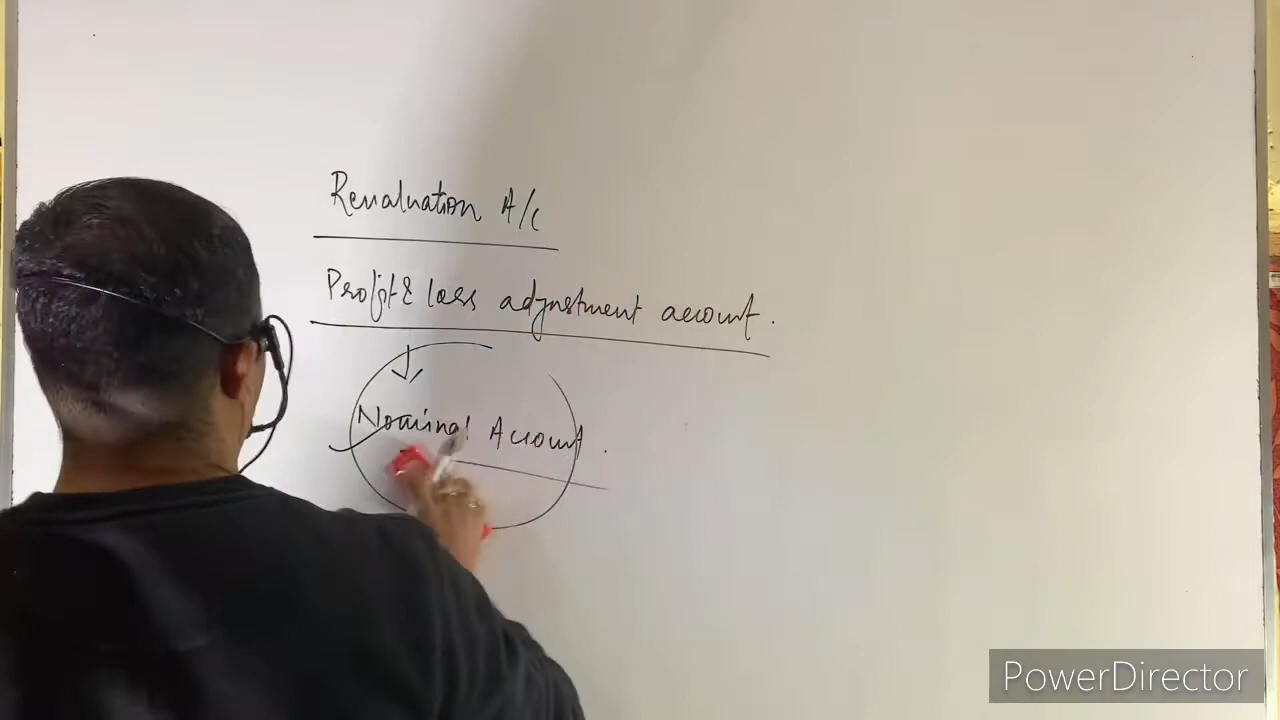 Revaluation A/c
Profit & loss adjustment account.
Nominal Account.
PowerDirector